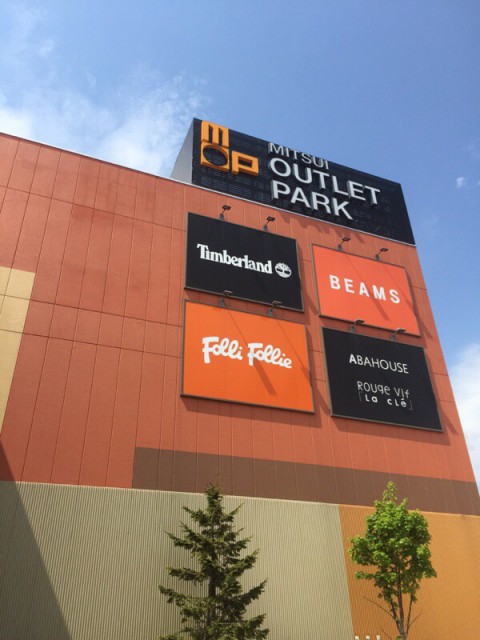 mop
MITSUI
OUTLET
PARK
Timberland
BEAMS
Folli Follie
ABAHOUSE
ROUGE VIF
[La clé]